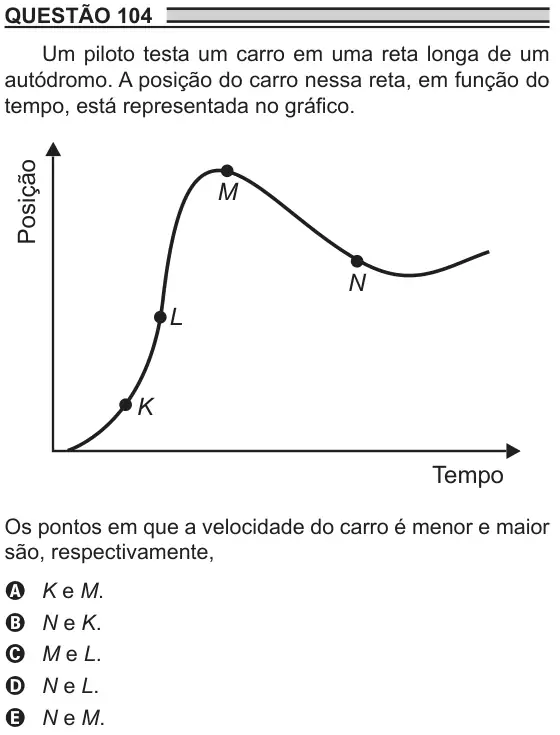 QUESTÃO 104
Um piloto testa um carro em uma reta longa de um
autódromo. A posição do carro nessa reta, em função do
tempo, está representada no gráfico.
Posição
M
N
L
K
Tempo
Os pontos em que a velocidade do carro é menor e maior
são, respectivamente,
A K e M.
B N e K.
C M e L.
D N e L.
E N e M.